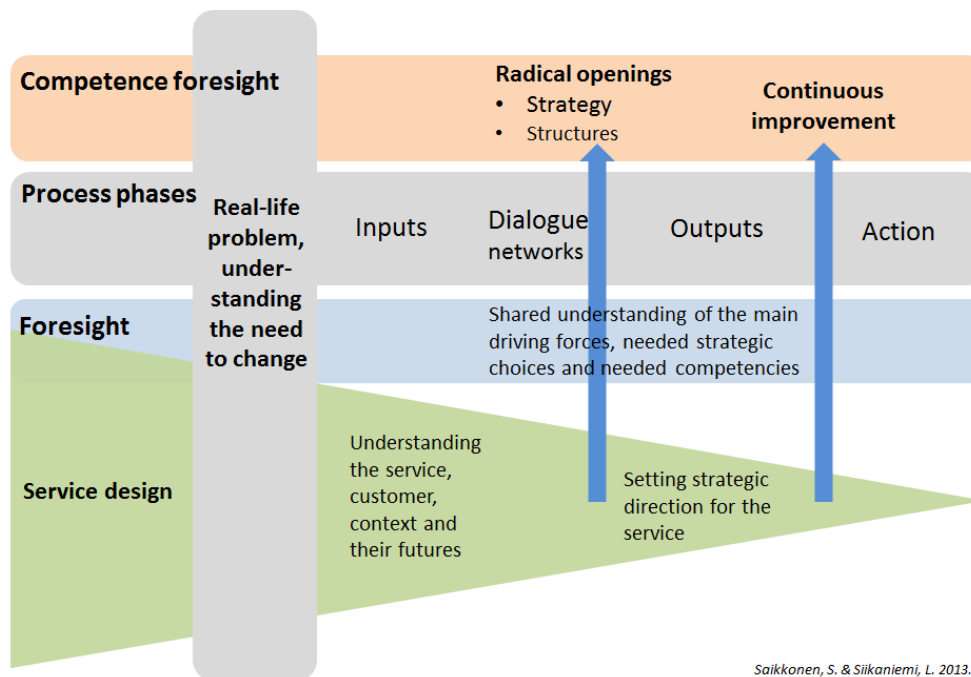 Competence foresight
Radical openings
• Strategy
• Structures
Continuous
improvement
Process phases
Real-life
problem,
under-
standing
the need
to change
Inputs
Dialogue
networks
Outputs
Action
Foresight
Shared understanding of the main
driving forces, needed strategic
choices and needed competencies
Service design
Understanding
the service,
customer,
context and
their futures
Setting strategic
direction for the
service
Saikkonen, S. & Siikaniemi, L. 2013.